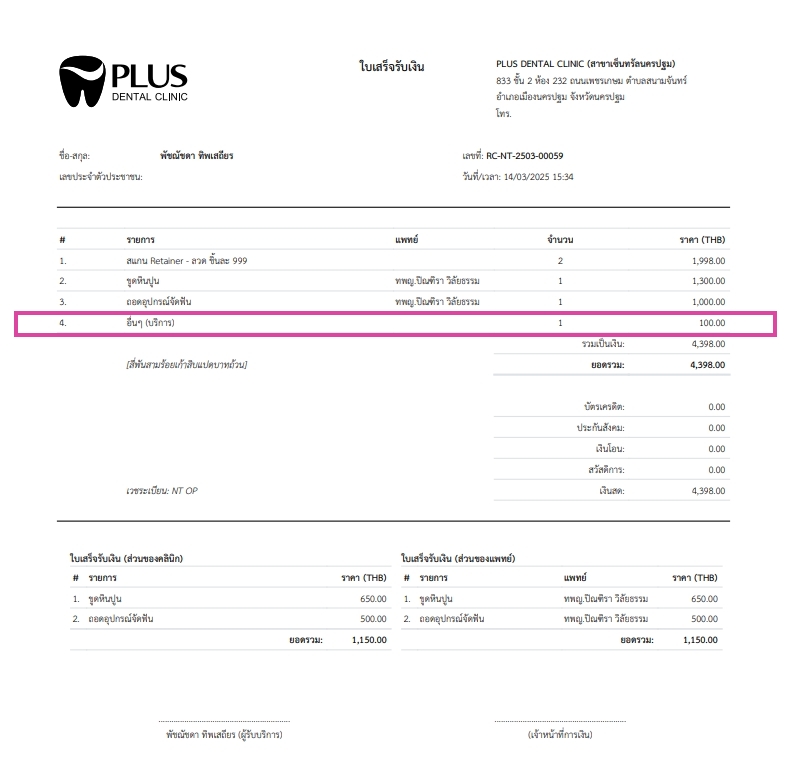 PLUS
DENTAL CLINIC
ใบเสร็จรับเงิน
PLUS DENTAL CLINIC (สาขาเซ็นทรัลนครปฐม)
833 ชั้น 2 ห้อง 232 ถนนเพชรเกษม ตำบลสนามจันทร์
อำเภอเมืองนครปฐม จังหวัดนครปฐม
โทร.
ชื่อ-สกุล: พัชณัชดา ทิพเสถียร เลขที่: RC-NT-2503-00059
เลขประจำตัวประชาชน: วันที่/เวลา: 14/03/2025 15:34
# รายการ แพทย์ จำนวน ราคา (THB)
1. สแกน Retainer - ลวด ชิ้นละ 999 2 1,998.00
2. ขูดหินปูน ทพญ.ปิณฑิรา วิลัยธรรม 1 1,300.00
3. ถอดอุปกรณ์จัดฟัน ทพญ.ปิณฑิรา วิลัยธรรม 1 1,000.00
4. อื่นๆ (บริการ) 1 100.00
รวมเป็นเงิน: 4,398.00
[สี่พันสามร้อยเก้าสิบแปดบาทถ้วน] ยอดรวม: 4,398.00
บัตรเครดิต: 0.00
ประกันสังคม: 0.00
เงินโอน: 0.00
สวัสดิการ: 0.00
เวชระเบียน: NT OP เงินสด: 4,398.00
ใบเสร็จรับเงิน (ส่วนของคลินิก) ใบเสร็จรับเงิน (ส่วนของแพทย์)
# รายการ ราคา (THB) # รายการ แพทย์ ราคา (THB)
1. ขูดหินปูน 650.00 1. ขูดหินปูน ทพญ.ปิณฑิรา วิลัยธรรม 650.00
2. ถอดอุปกรณ์จัดฟัน 500.00 2. ถอดอุปกรณ์จัดฟัน ทพญ.ปิณฑิรา วิลัยธรรม 500.00
ยอดรวม: 1,150.00 ยอดรวม: 1,150.00
พัชณัชดา ทิพเสถียร (ผู้รับบริการ) (เจ้าหน้าที่การเงิน)